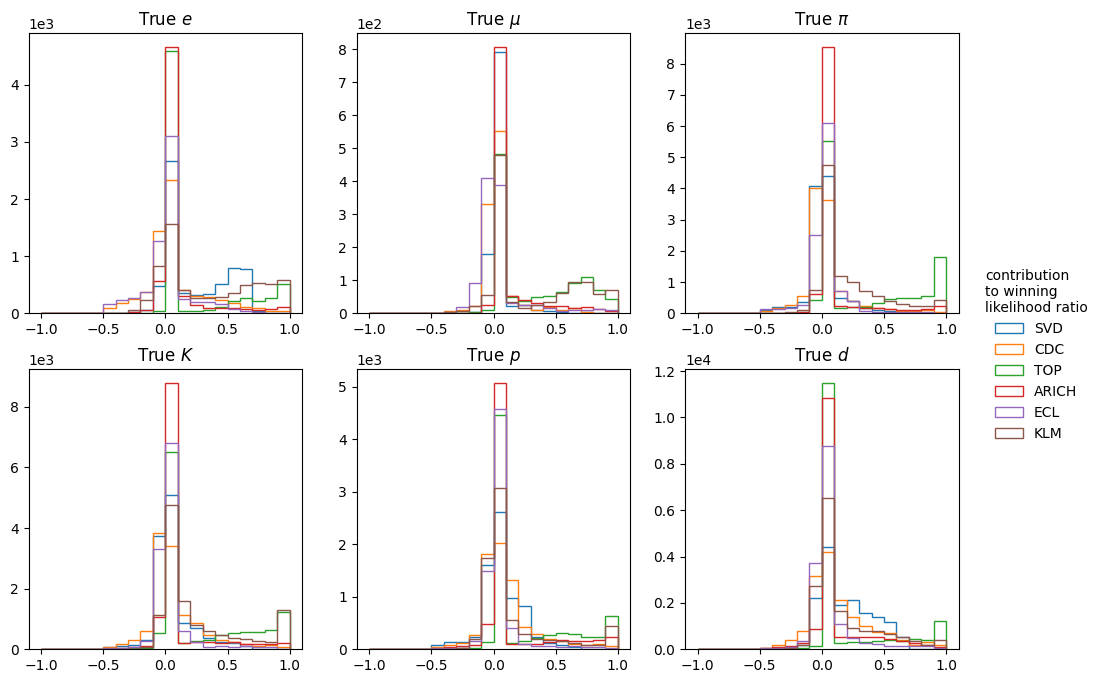 True e
1e3
4
3
2
1
0
−1.0 −0.5 0.0 0.5 1.0
True μ
1e2
8
7
6
5
4
3
2
1
0
−1.0 −0.5 0.0 0.5 1.0
True π
1e3
8
7
6
5
4
3
2
1
0
−1.0 −0.5 0.0 0.5 1.0
contribution
to winning
likelihood ratio
SVD
CDC
TOP
ARICH
ECL
KLM
True K
1e3
8
6
4
2
0
−1.0 −0.5 0.0 0.5 1.0
True p
1e3
5
4
3
2
1
0
−1.0 −0.5 0.0 0.5 1.0
True d
1e4
1.2
1.0
0.8
0.6
0.4
0.2
0.0
−1.0 −0.5 0.0 0.5 1.0